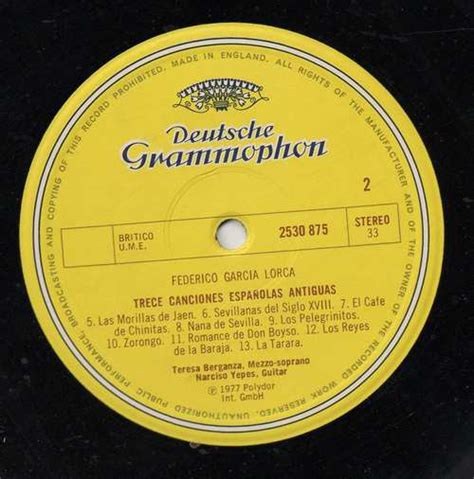 ALL RIGHTS OF THE MANUFACTURER AND OF THE OWNER OF THE RECORDED WORK RESERVED. UNAUTHORIZED PUBLIC PERFORMANCE, BROADCASTING AND COPYING OF THIS RECORD PROHIBITED. MADE IN ENGLAND.
Deutsche
Grammophon
2
BRITICO
U.M.E.
2530 875
STEREO
33
FEDERICO GARCIA LORCA
TRECE CANCIONES ESPAÑOLAS ANTIGUAS
5. Las Morillas de Jaen. 6. Sevillanas del Siglo XVIII. 7. El Cafe
de Chinitas. 8. Nana de Sevilla. 9. Los Pelegrinitos.
10. Zorongo. 11. Romance de Don Boyso. 12. Los Reyes
de la Baraja. 13. La Tarara.
Teresa Berganza, Mezzo-soprano
Narciso Yepes, Guitar
℗ 1977 Polydor
Int. GmbH